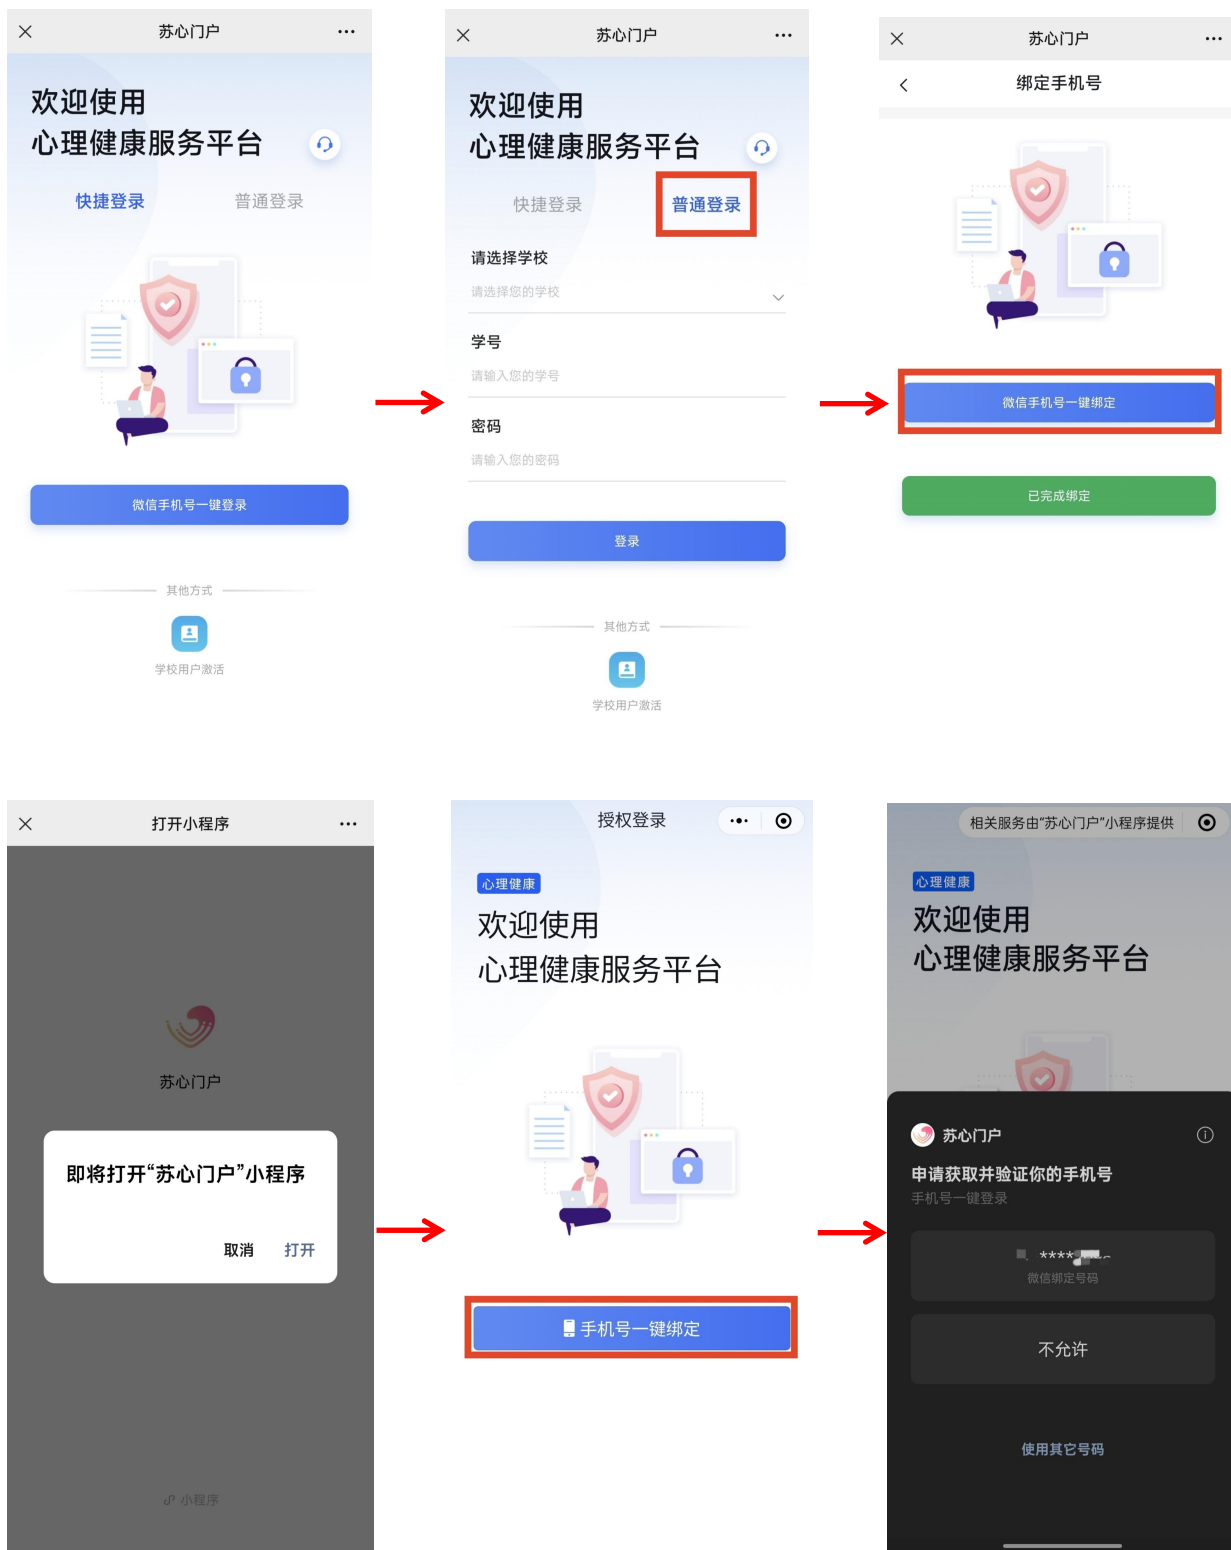 苏心门户
欢迎使用
心理健康服务平台
快捷登录
普通登录
微信手机号一键登录
其他方式
学校用户激活
苏心门户
欢迎使用
心理健康服务平台
快捷登录
普通登录
请选择学校
请选择您的学校
学号
请输入您的学号
密码
请输入您的密码
登录
其他方式
学校用户激活
苏心门户
绑定手机号
微信手机号一键绑定
已完成绑定
打开小程序
苏心门户
即将打开“苏心门户”小程序
取消 打开
小程序
授权登录
心理健康
欢迎使用
心理健康服务平台
手机号一键绑定
相关服务由“苏心门户”小程序提供
心理健康
欢迎使用
心理健康服务平台
苏心门户
申请获取并验证你的手机号
手机号一键登录
****
微信绑定号码
不允许
使用其它号码